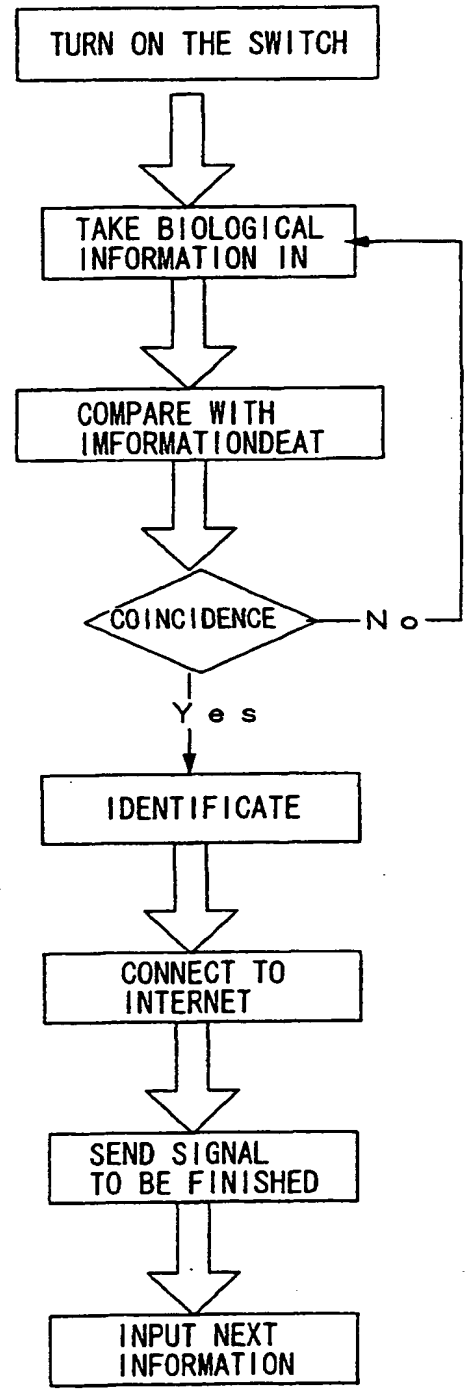 TURN ON THE SWITCH
TAKE BIOLOGICAL
INFORMATION IN
COMPARE WITH
IMFORMATIONDEAT
COINCIDENCE
No
Yes
IDENTIFICATE
CONNECT TO
INTERNET
SEND SIGNAL
TO BE FINISHED
INPUT NEXT
INFORMATION